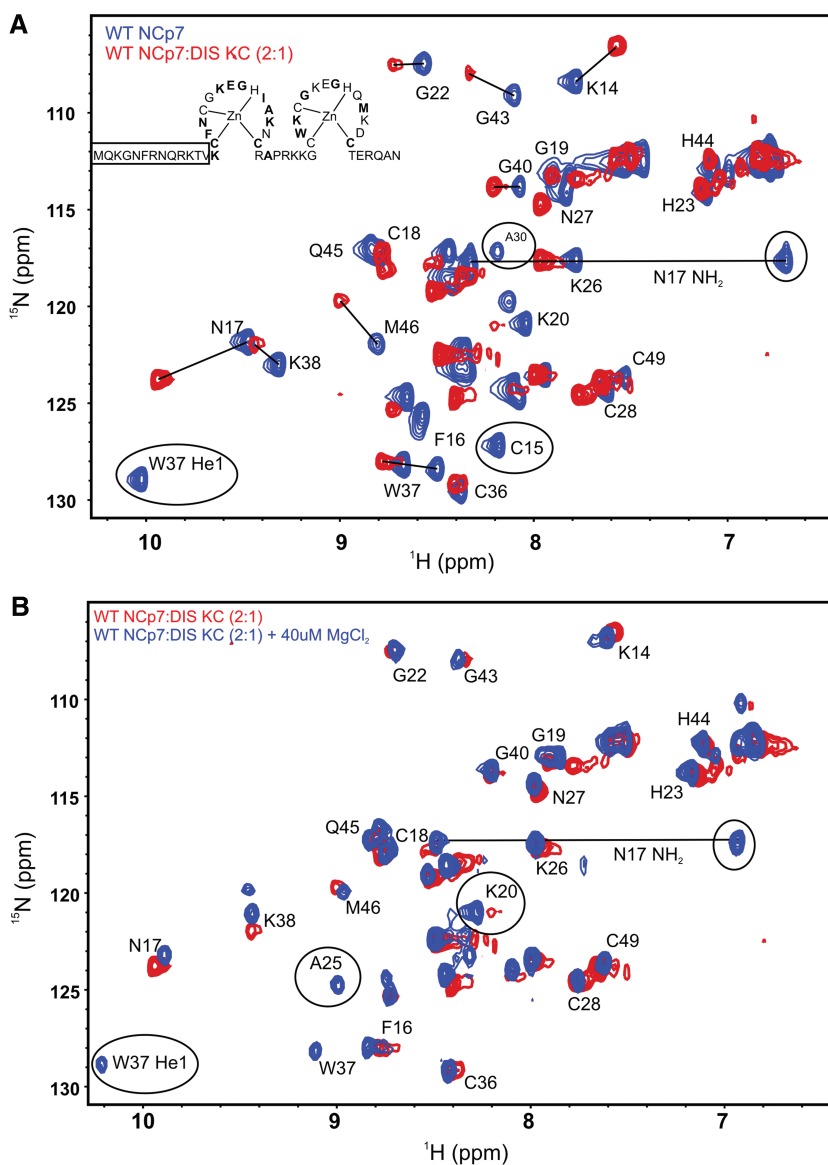 A
WT NCp7
WT NCp7:DIS KC (2:1)
G K E G H I A K N C
Zn
C N F C K
G K E G H Q M K D C
Zn
C K W C
MQKGNFRNQRKTV
RAPRKKG
TERQAN
G22
G43
K14
G19
G40
H44
N27
H23
Q45
C18
A30
K26
N17 NH2
N17
K38
M46
K20
C49
C28
F16
C15
W37 He1
W37
C36
110
115
120
125
130
15N (ppm)
10 9 8 7
1H (ppm)
B
WT NCp7:DIS KC (2:1)
WT NCp7:DIS KC (2:1) + 40uM MgCl2
K14
G22
G43
G19
H44
G40
N27
H23
Q45
C18
K26
N17 NH2
K20
M46
K38
N17
A25
C49
C28
F16
W37 He1
W37
C36
110
115
120
125
130
15N (ppm)
10 9 8 7
1H (ppm)